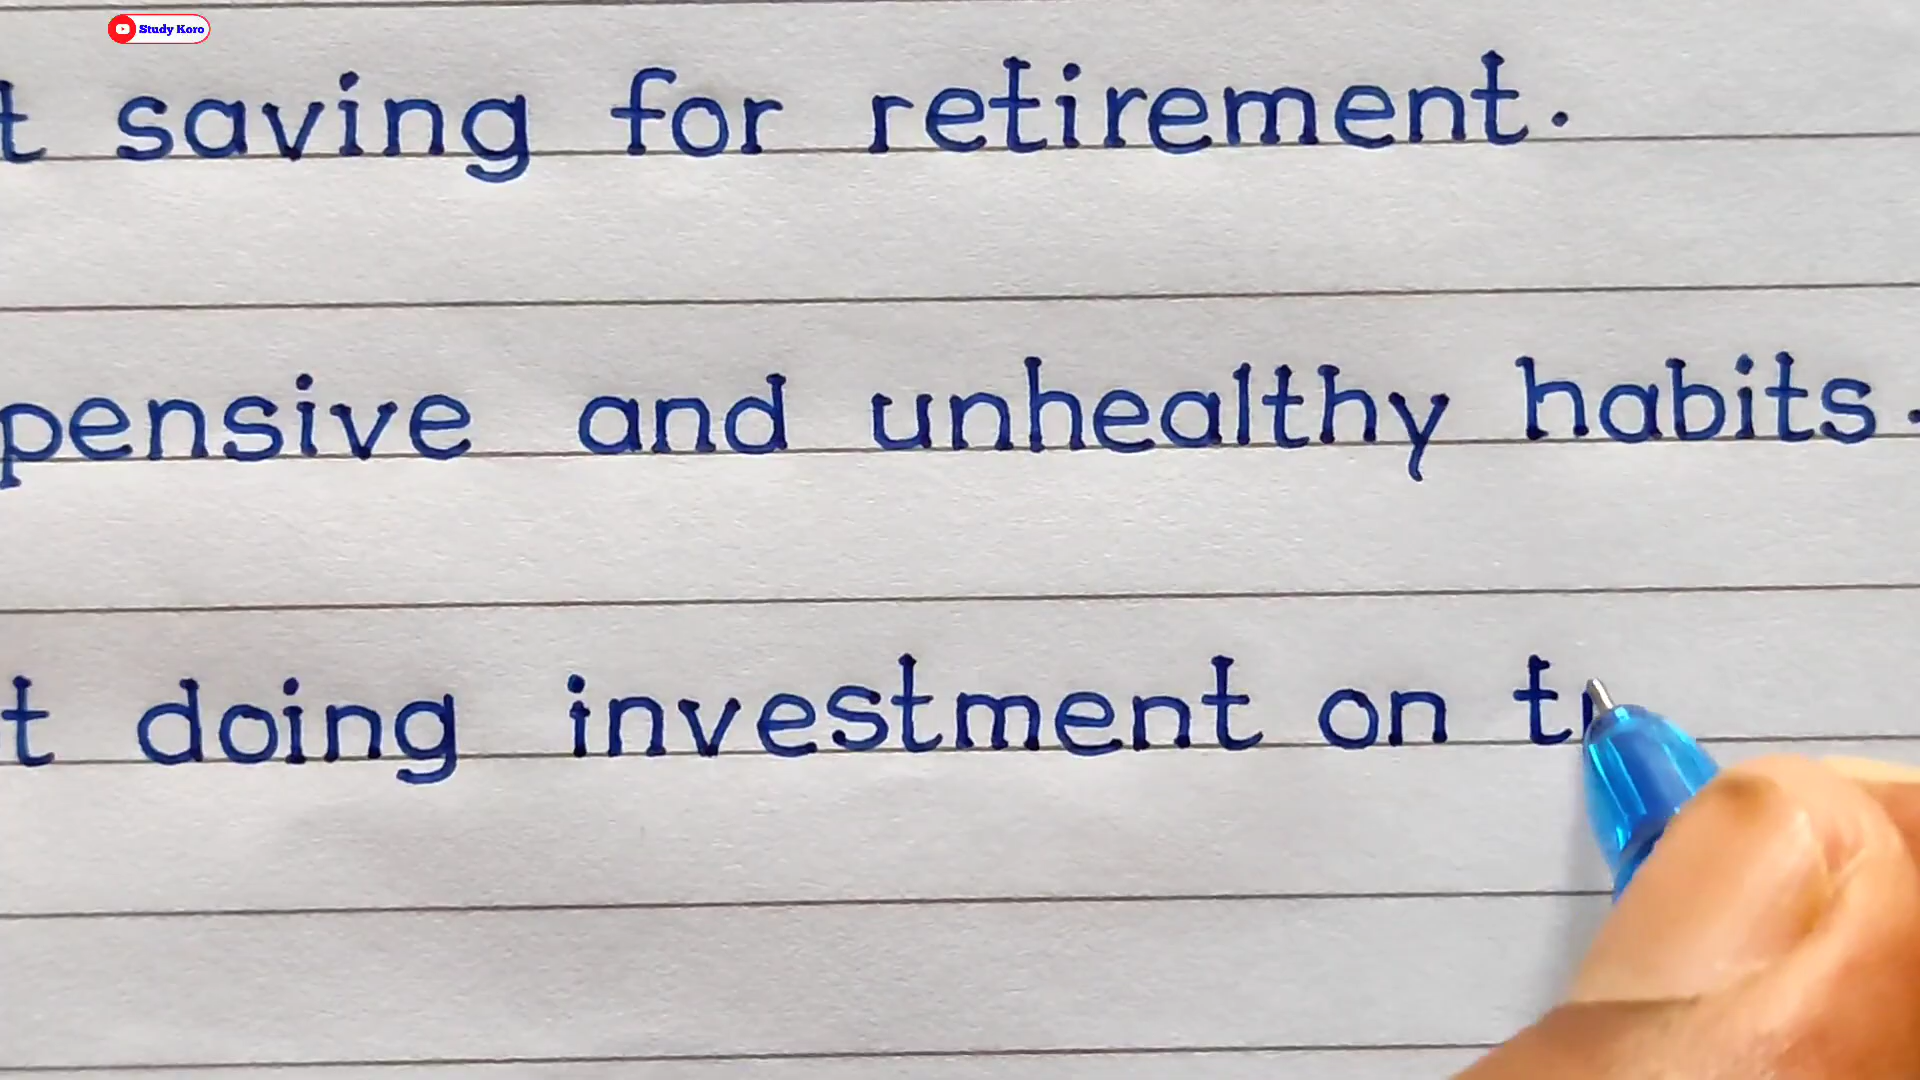 Study Koro
t saving for retirement.
pensive and unhealthy habits.
t doing investment on